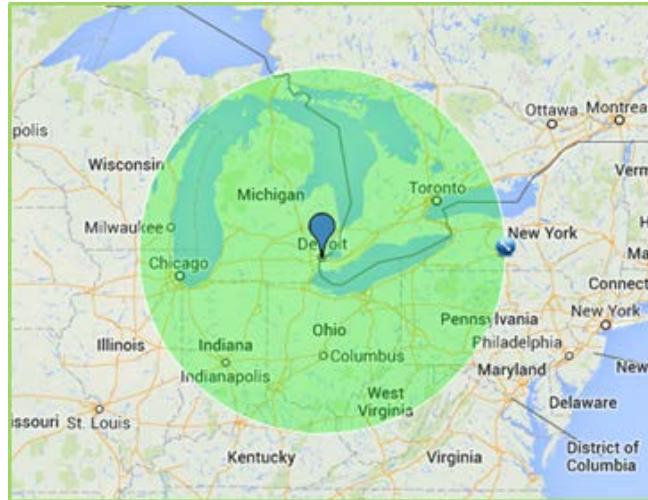 Ottawa
Montrea
polis
Wisconsin
Toronto
Verm
Michigan
Milwaukee
Detroit
New York
H
Ma
Chicago
Connect
Pennsylvania
New York
Illinois
Indiana
Ohio
Philadelphia
Columbus
Indianapolis
Maryland
New
West
Virginia
Delaware
ssouri
St. Louis
Kentucky
Virginia
District of
Columbia